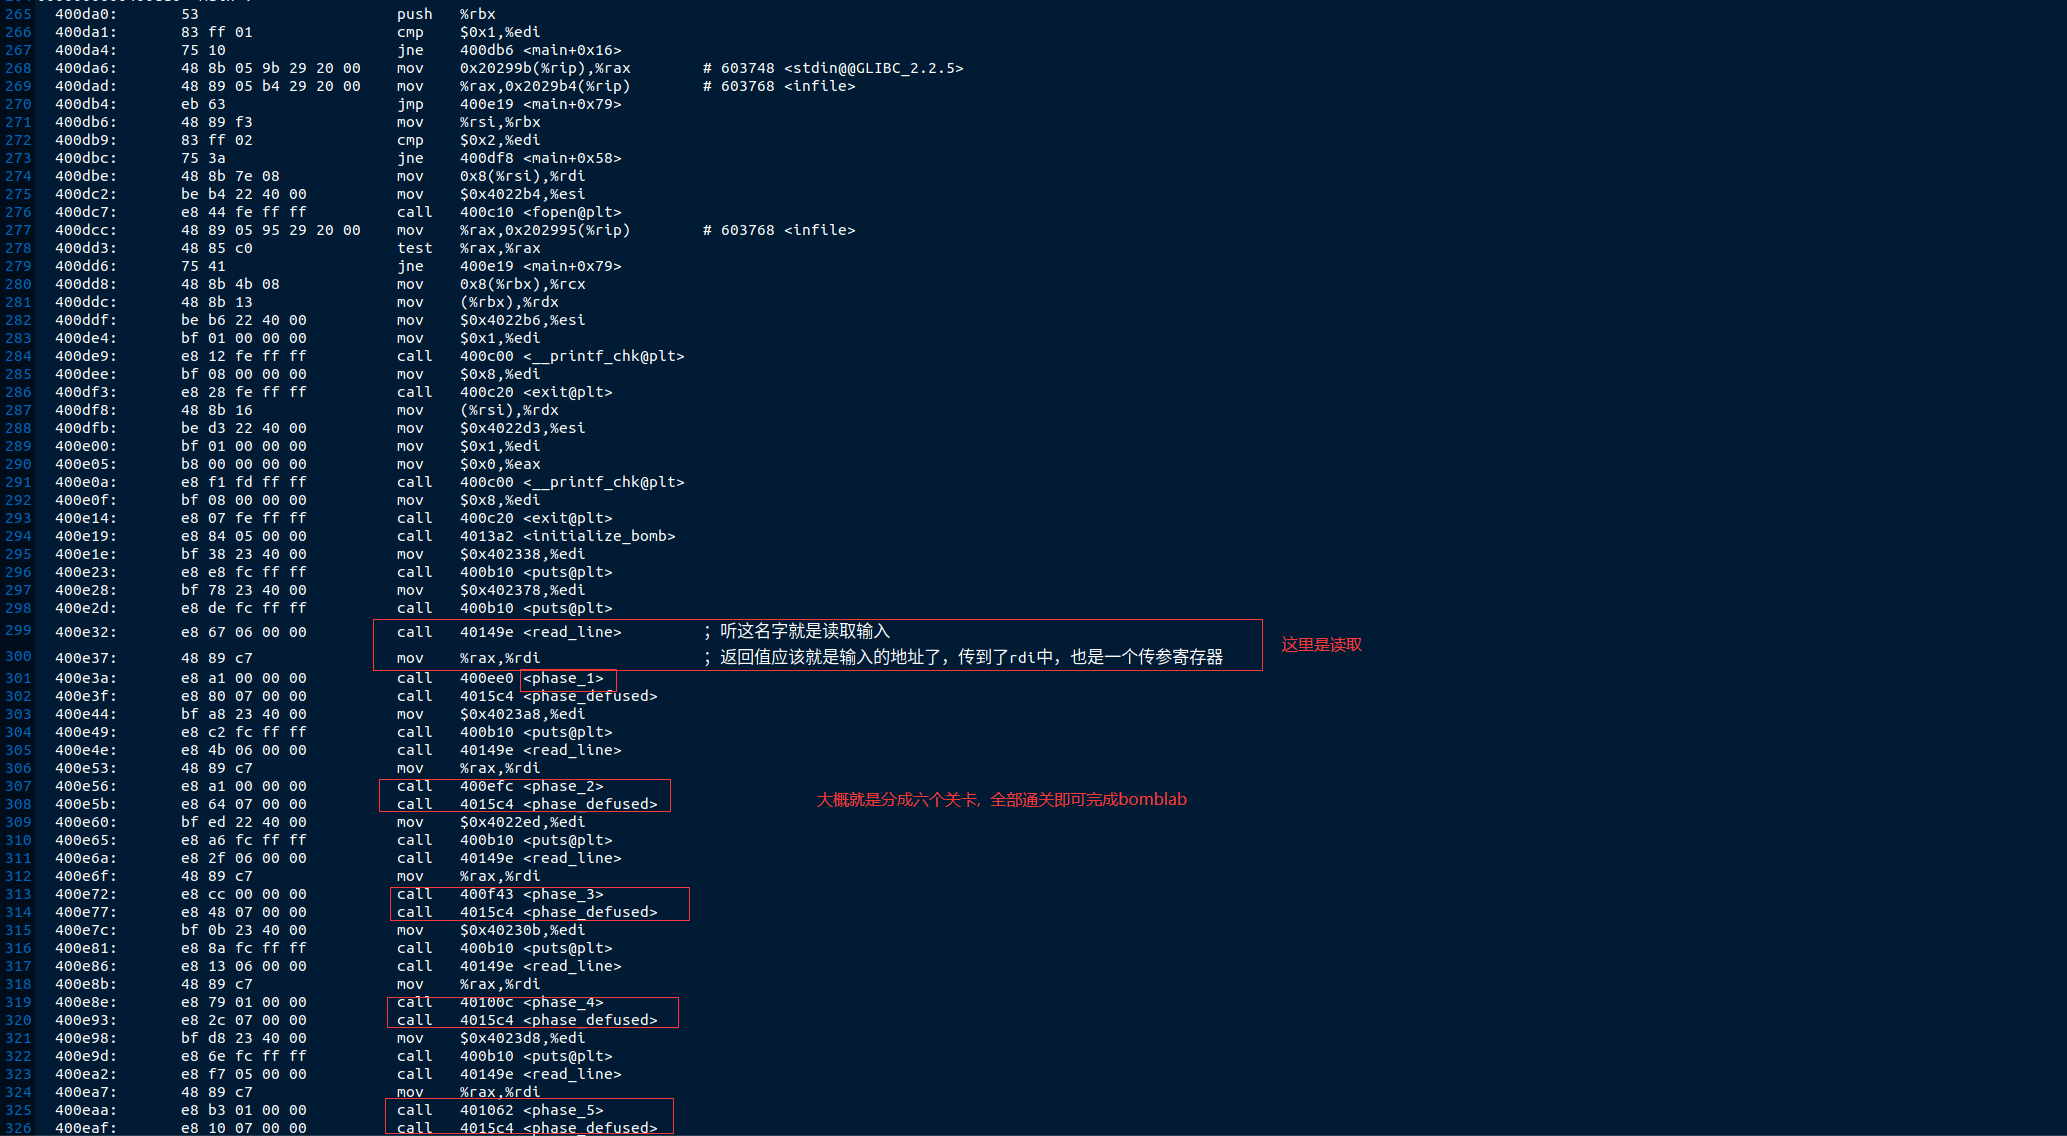 265 400da0: 53 push %rbx
266 400da1: 83 ff 01 cmp $0x1,%edi
267 400da4: 75 10 jne 400db6 <main+0x16>
268 400da6: 48 8b 05 9b 29 20 00 mov 0x20299b(%rip),%rax # 603748 <stdin@@GLIBC_2.2.5>
269 400dad: 48 89 05 b4 29 20 00 mov %rax,0x2029b4(%rip) # 603768 <infile>
270 400db4: eb 63 jmp 400e19 <main+0x79>
271 400db6: 48 89 f3 mov %rsi,%rbx
272 400db9: 83 ff 02 cmp $0x2,%edi
273 400dbc: 75 3a jne 400df8 <main+0x58>
274 400dbe: 48 8b 7e 08 mov 0x8(%rsi),%rdi
275 400dc2: be b4 22 40 00 mov $0x4022b4,%esi
276 400dc7: e8 44 fe ff ff call 400c10 <fopen@plt>
277 400dcc: 48 89 05 95 29 20 00 mov %rax,0x202995(%rip) # 603768 <infile>
278 400dd3: 48 85 c0 test %rax,%rax
279 400dd6: 75 41 jne 400e19 <main+0x79>
280 400dd8: 48 8b 4b 08 mov 0x8(%rbx),%rcx
281 400ddc: 48 8b 13 mov (%rbx),%rdx
282 400ddf: be b6 22 40 00 mov $0x4022b6,%esi
283 400de4: bf 01 00 00 00 mov $0x1,%edi
284 400de9: e8 12 fe ff ff call 400c00 <__printf_chk@plt>
285 400dee: bf 08 00 00 00 mov $0x8,%edi
286 400df3: e8 28 fe ff ff call 400c20 <exit@plt>
287 400df8: 48 8b 16 mov (%rsi),%rdx
288 400dfb: be d3 22 40 00 mov $0x4022d3,%esi
289 400e00: bf 01 00 00 00 mov $0x1,%edi
290 400e05: b8 00 00 00 00 mov $0x0,%eax
291 400e0a: e8 f1 fd ff ff call 400c00 <__printf_chk@plt>
292 400e0f: bf 08 00 00 00 mov $0x8,%edi
293 400e14: e8 07 fe ff ff call 400c20 <exit@plt>
294 400e19: e8 84 05 00 00 call 4013a2 <initialize_bomb>
295 400e1e: bf 38 23 40 00 mov $0x402338,%edi
296 400e23: e8 e8 fc ff ff call 400b10 <puts@plt>
297 400e28: bf 78 23 40 00 mov $0x402378,%edi
298 400e2d: e8 de fc ff ff call 400b10 <puts@plt>
299 400e32: e8 67 06 00 00 call 40149e <read_line> ；听这名字就是读取输入
这里是读取
300 400e37: 48 89 c7 mov %rax,%rdi ；返回值应该就是输入的地址了，传到了rdi中，也是一个传参寄存器
301 400e3a: e8 a1 00 00 00 call 400ee0 <phase_1>
302 400e3f: e8 80 07 00 00 call 4015c4 <phase_defused>
303 400e44: bf a8 23 40 00 mov $0x4023a8,%edi
304 400e49: e8 c2 fc ff ff call 400b10 <puts@plt>
305 400e4e: e8 4b 06 00 00 call 40149e <read_line>
306 400e53: 48 89 c7 mov %rax,%rdi
307 400e56: e8 a1 00 00 00 call 400efc <phase_2>
大概就是分成六个关卡，全部通关即可完成bomblab
308 400e5b: e8 64 07 00 00 call 4015c4 <phase_defused>
309 400e60: bf ed 22 40 00 mov $0x4022ed,%edi
310 400e65: e8 a6 fc ff ff call 400b10 <puts@plt>
311 400e6a: e8 2f 06 00 00 call 40149e <read_line>
312 400e6f: 48 89 c7 mov %rax,%rdi
313 400e72: e8 cc 00 00 00 call 400f43 <phase_3>
314 400e77: e8 48 07 00 00 call 4015c4 <phase_defused>
315 400e7c: bf 0b 23 40 00 mov $0x40230b,%edi
316 400e81: e8 8a fc ff ff call 400b10 <puts@plt>
317 400e86: e8 13 06 00 00 call 40149e <read_line>
318 400e8b: 48 89 c7 mov %rax,%rdi
319 400e8e: e8 79 01 00 00 call 40100c <phase_4>
320 400e93: e8 2c 07 00 00 call 4015c4 <phase_defused>
321 400e98: bf d8 23 40 00 mov $0x4023d8,%edi
322 400e9d: e8 6e fc ff ff call 400b10 <puts@plt>
323 400ea2: e8 f7 05 00 00 call 40149e <read_line>
324 400ea7: 48 89 c7 mov %rax,%rdi
325 400eaa: e8 b3 01 00 00 call 401062 <phase_5>
326 400eaf: e8 10 07 00 00 call 4015c4 <phase_defused>